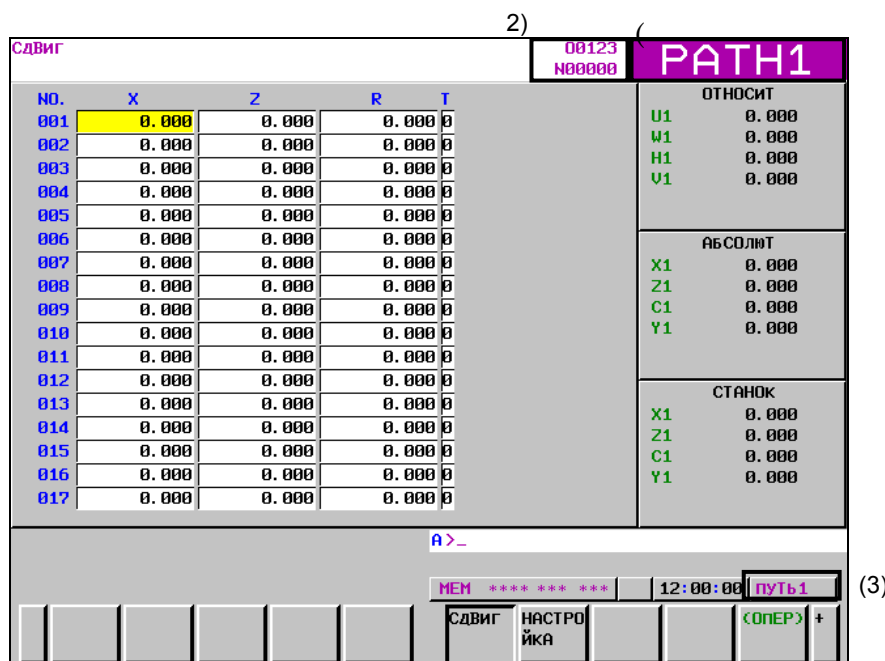 2) (
СДВИГ O0123 PATH1
N00000
NO. X Z R T ОТНОСИТ
001 0.000 0.000 0.000 0 U1 0.000
002 0.000 0.000 0.000 0 W1 0.000
003 0.000 0.000 0.000 0 H1 0.000
004 0.000 0.000 0.000 0 V1 0.000
005 0.000 0.000 0.000 0
006 0.000 0.000 0.000 0 АБСОЛЮТ
007 0.000 0.000 0.000 0 X1 0.000
008 0.000 0.000 0.000 0 Z1 0.000
009 0.000 0.000 0.000 0 C1 0.000
010 0.000 0.000 0.000 0 Y1 0.000
011 0.000 0.000 0.000 0
012 0.000 0.000 0.000 0 СТАНОК
013 0.000 0.000 0.000 0 X1 0.000
014 0.000 0.000 0.000 0 Z1 0.000
015 0.000 0.000 0.000 0 C1 0.000
016 0.000 0.000 0.000 0 Y1 0.000
017 0.000 0.000 0.000 0
A>_
MEM **** *** *** 12:00:00 ПУТЬ1 (3)
СДВИГ НАСТРО (ОПЕР) +
ЙКА